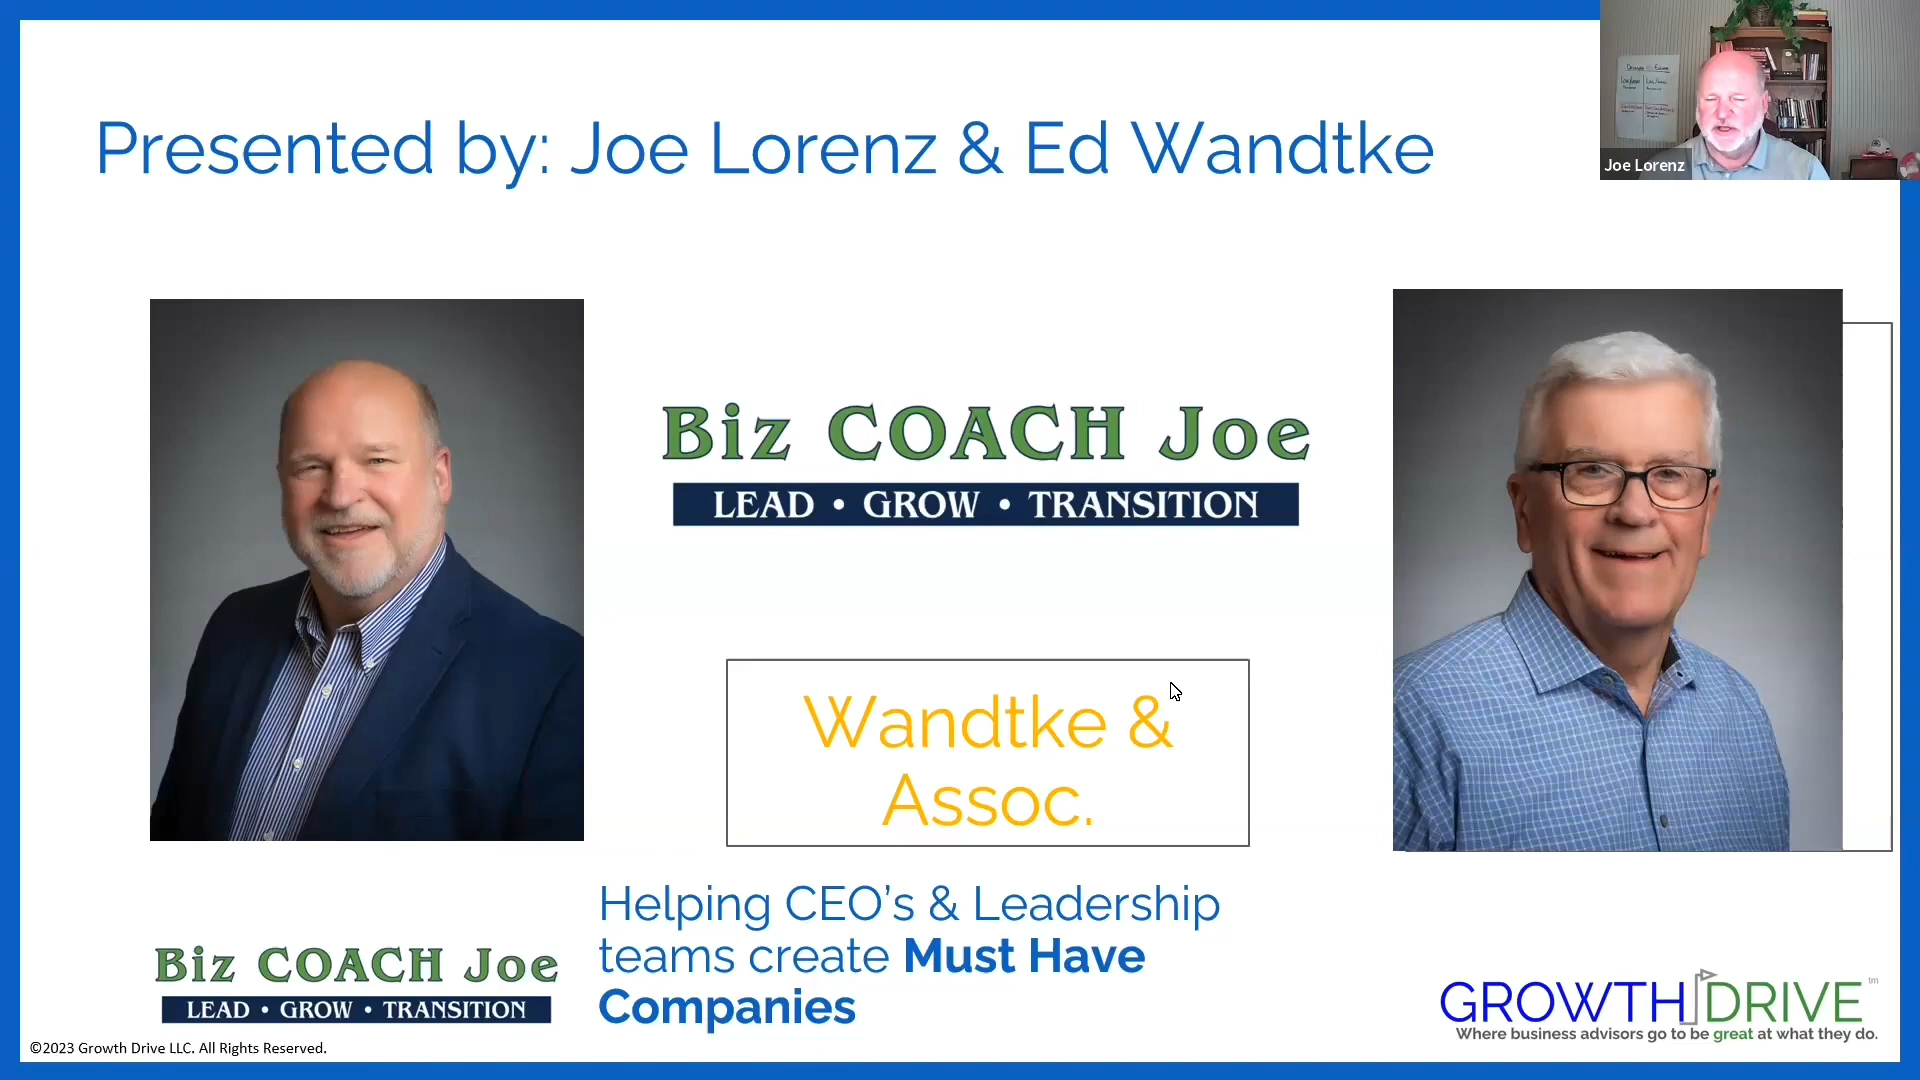 Presented by: Joe Lorenz & Ed Wandtke
Joe Lorenz
Biz COACH Joe
LEAD • GROW • TRANSITION
Wandtke &
Assoc.
Helping CEO’s & Leadership
teams create Must Have
Companies
Biz COACH Joe
LEAD • GROW • TRANSITION
GROWTH DRIVE ™
Where business advisors go to be great at what they do.
©2023 Growth Drive LLC. All Rights Reserved.